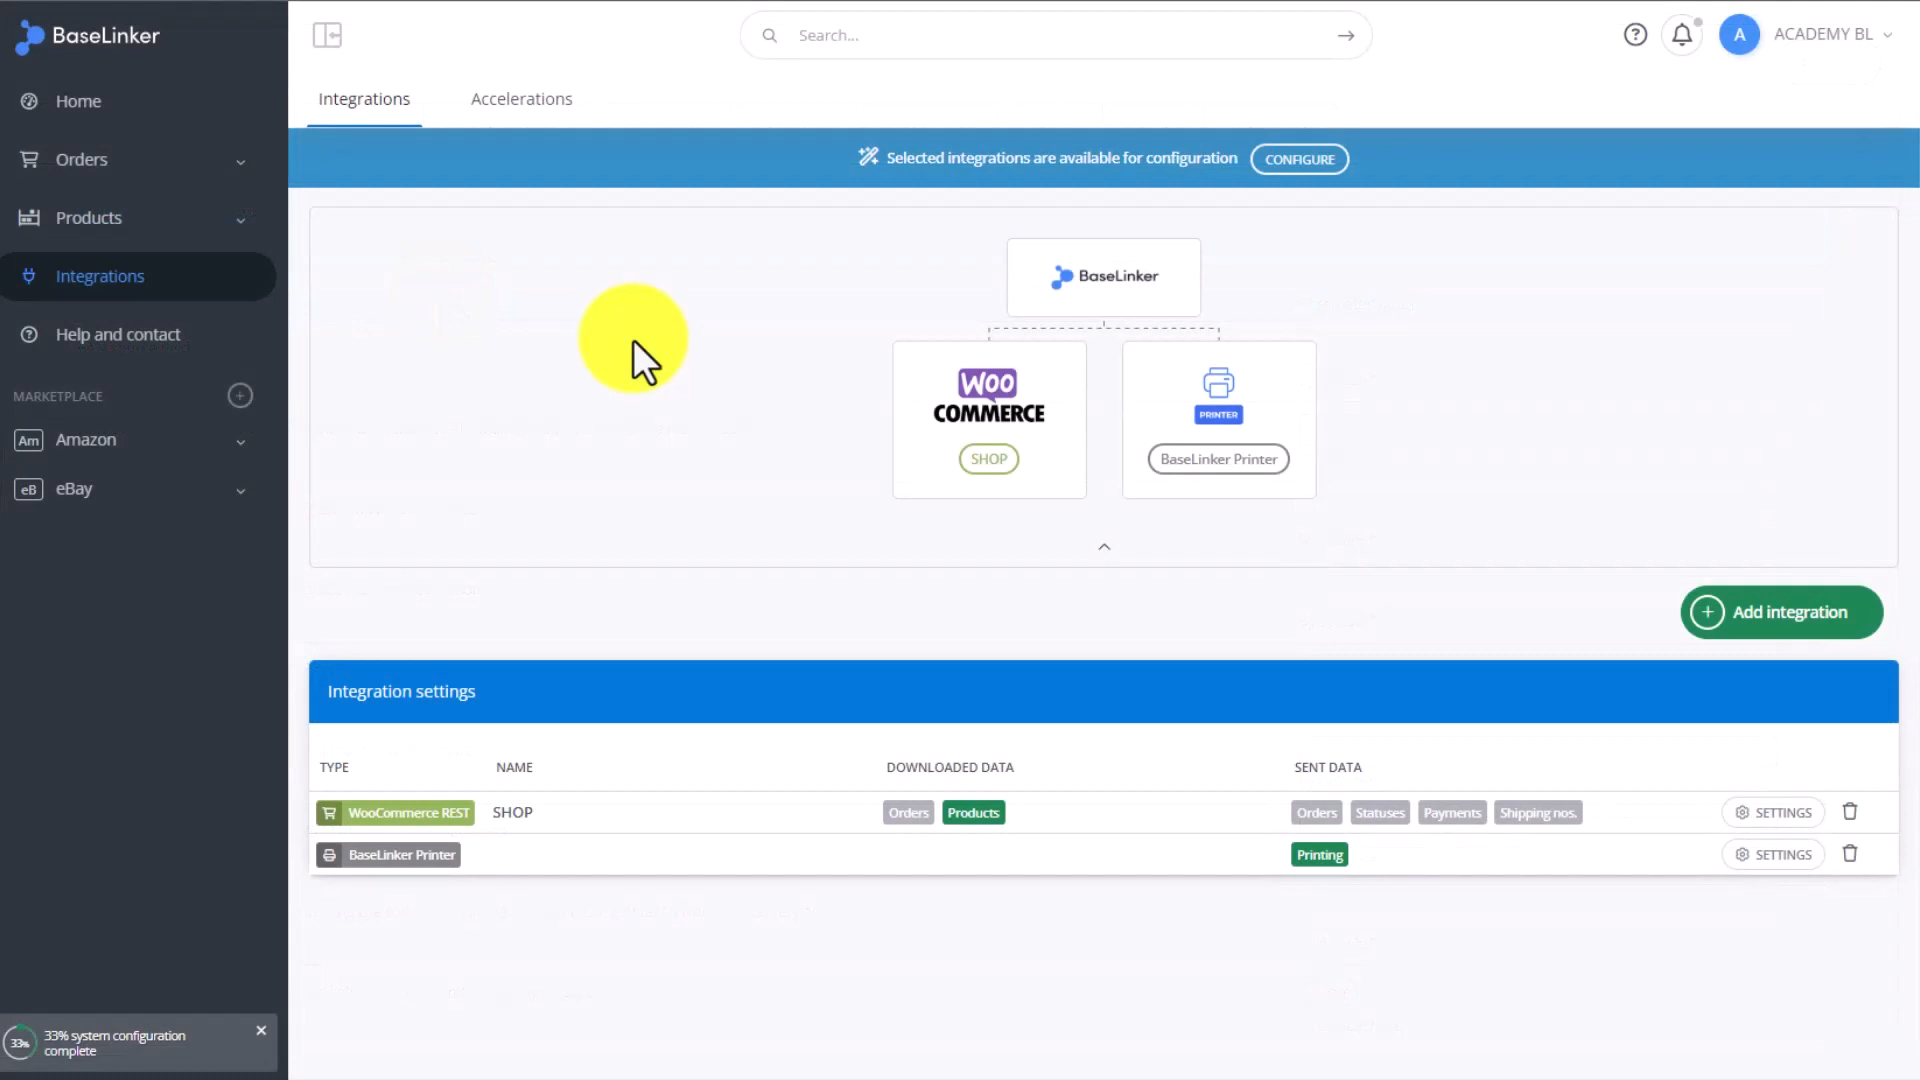 BaseLinker
Search...
A
ACADEMY BL
Home
Orders
Products
Integrations
Help and contact
MARKETPLACE
Am
Amazon
eB
eBay
33%
33% system configuration
complete
Integrations
Accelerations
Selected integrations are available for configuration
CONFIGURE
BaseLinker
WOO
COMMERCE
SHOP
PRINTER
BaseLinker Printer
Add integration
Integration settings
TYPE
NAME
DOWNLOADED DATA
SENT DATA
WooCommerce REST
SHOP
Orders
Products
Orders
Statuses
Payments
Shipping nos.
SETTINGS
BaseLinker Printer
Printing
SETTINGS